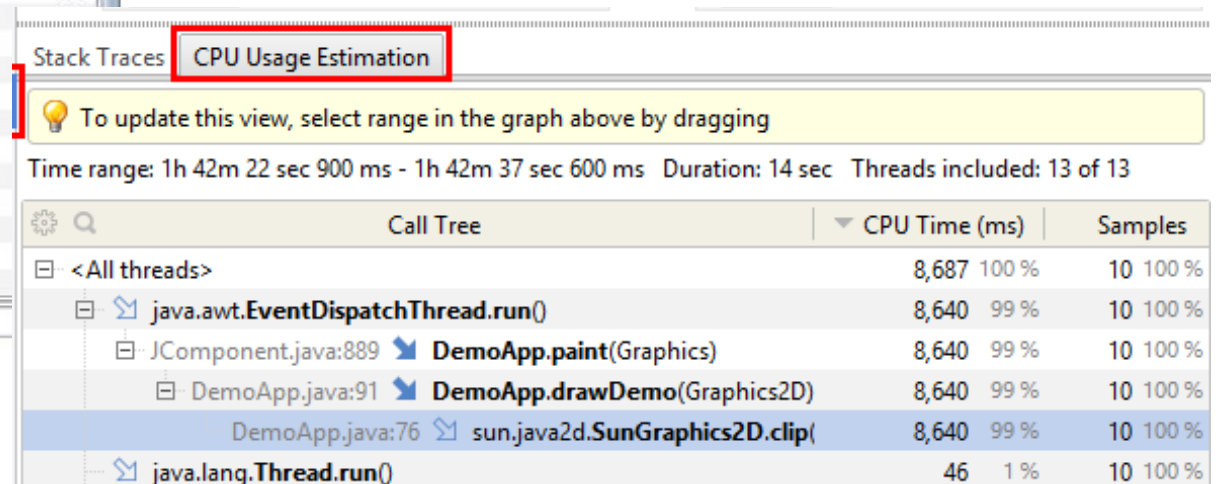 Stack Traces CPU Usage Estimation
To update this view, select range in the graph above by dragging
Time range: 1h 42m 22 sec 900 ms - 1h 42m 37 sec 600 ms Duration: 14 sec Threads included: 13 of 13
Call Tree CPU Time (ms) Samples
<All threads> 8,687 100 % 10 100 %
java.awt.EventDispatchThread.run() 8,640 99 % 10 100 %
JComponent.java:889 DemoApp.paint(Graphics) 8,640 99 % 10 100 %
DemoApp.java:91 DemoApp.drawDemo(Graphics2D) 8,640 99 % 10 100 %
DemoApp.java:76 sun.java2d.SunGraphics2D.clip( 8,640 99 % 10 100 %
java.lang.Thread.run() 46 1 % 10 100 %